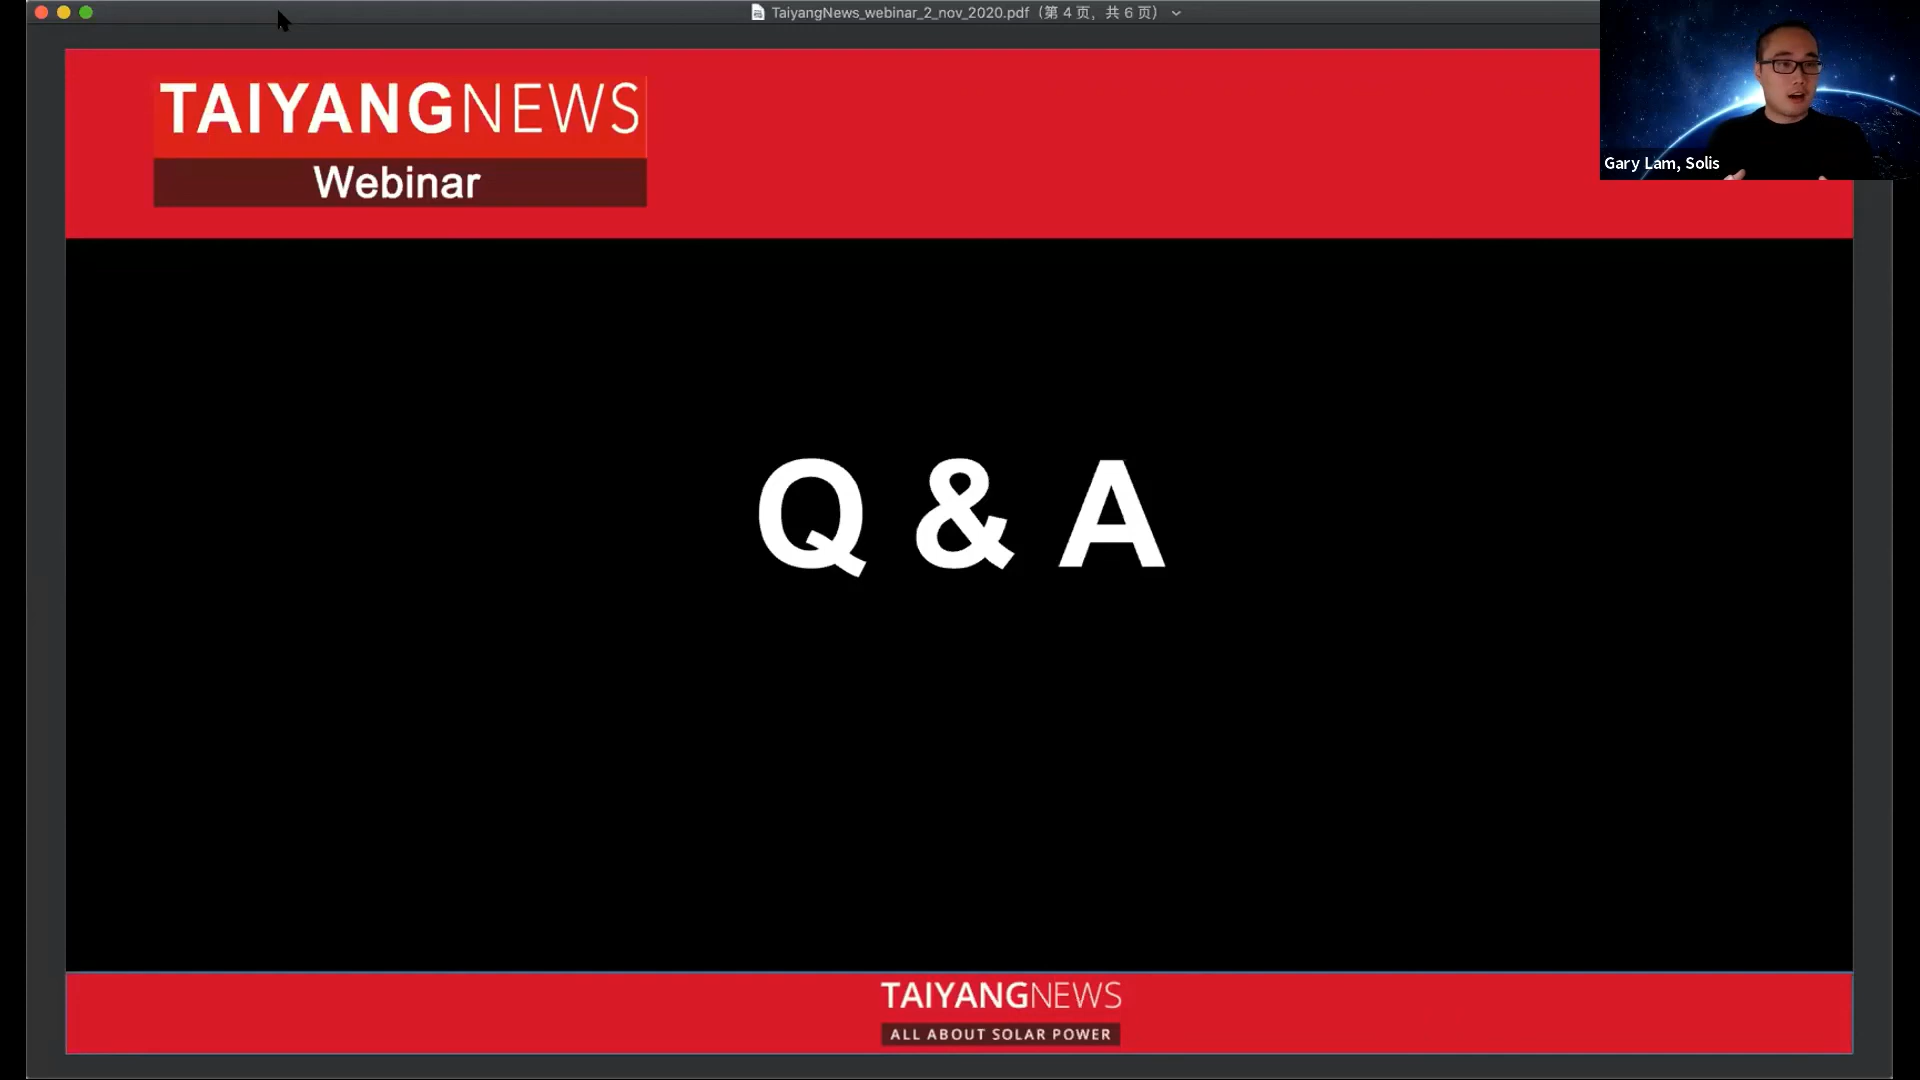 TaiyangNews_webinar_2_nov_2020.pdf (第 4 页, 共 6 页)
TAIYANGNEWS
Webinar
Gary Lam, Solis
Q & A
TAIYANGNEWS
ALL ABOUT SOLAR POWER